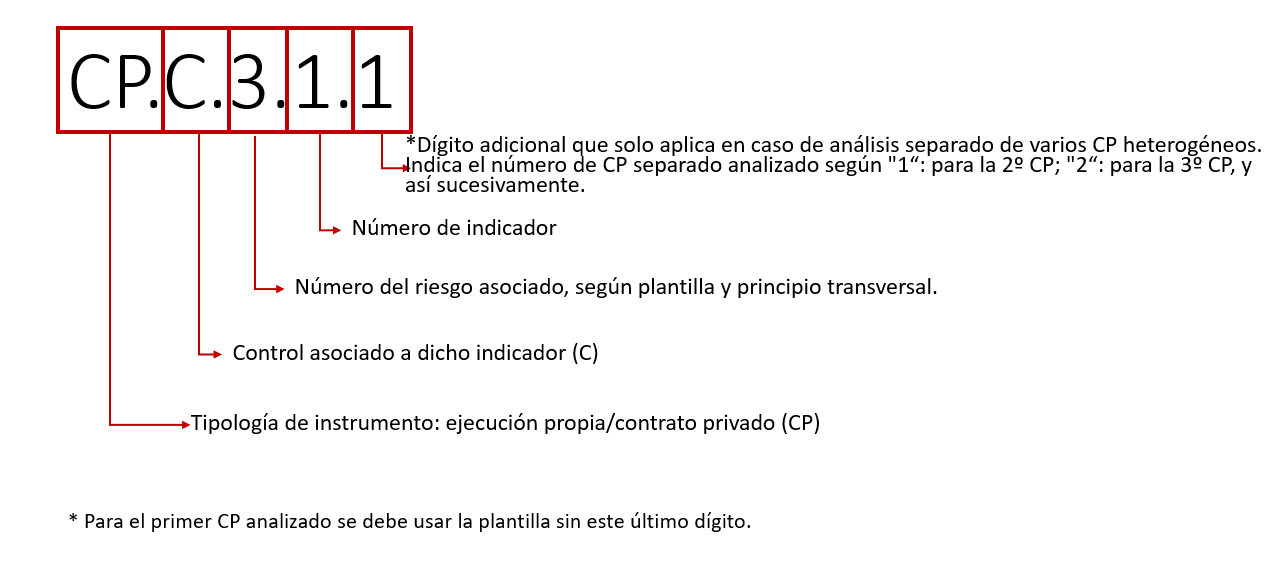 CP.C.3.1.1
*Dígito adicional que solo aplica en caso de análisis separado de varios CP heterogéneos.
Indica el número de CP separado analizado según "1“: para la 2º CP; "2“: para la 3º CP, y
así sucesivamente.
Número de indicador
Número del riesgo asociado, según plantilla y principio transversal.
Control asociado a dicho indicador (C)
Tipología de instrumento: ejecución propia/contrato privado (CP)
* Para el primer CP analizado se debe usar la plantilla sin este último dígito.